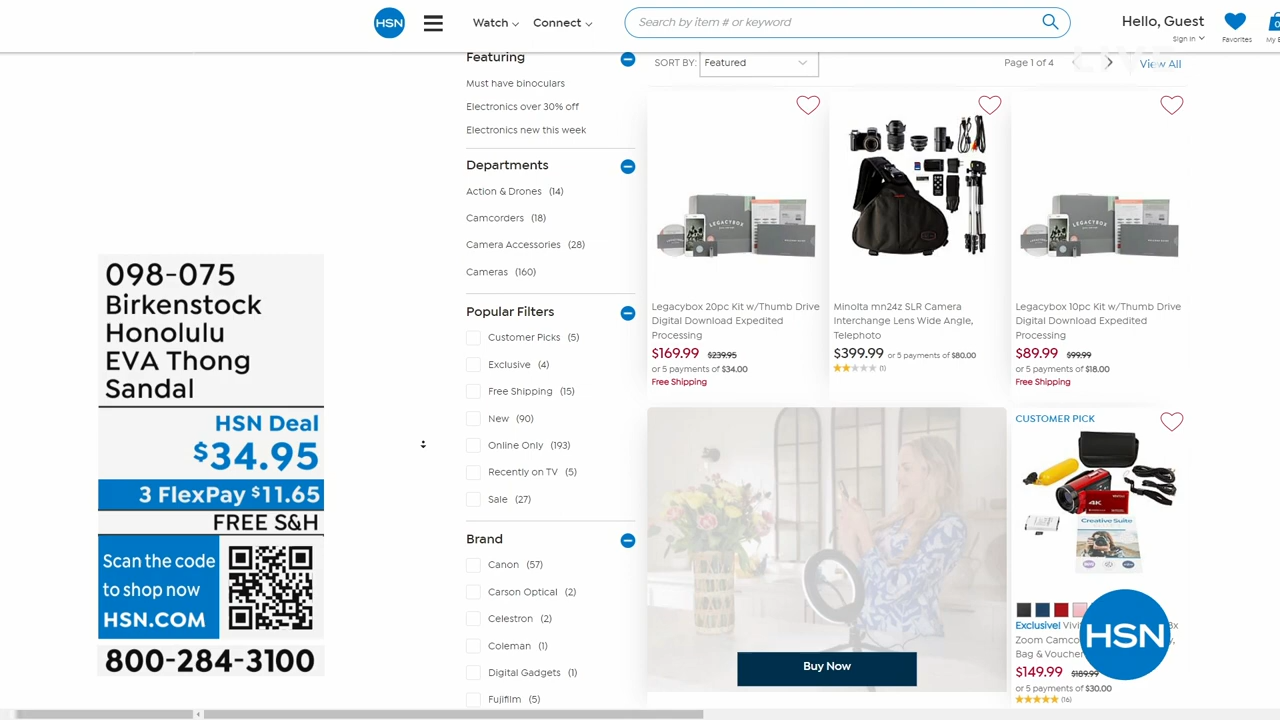 HSN
Watch
Connect
Search by item # or keyword
Hello, Guest
Sign In
Favorites
0
Featuring
Must have binoculars
Electronics over 30% off
Electronics new this week
SORT BY:
Featured
Page 1 of 4
View All
LIVE
Departments
Action & Drones (14)
Camcorders (18)
Camera Accessories (28)
Cameras (160)
Popular Filters
Customer Picks (5)
Exclusive (4)
Free Shipping (15)
New (90)
Online Only (193)
Recently on TV (5)
Sale (27)
Brand
Canon (57)
Carson Optical (2)
Celestron (2)
Coleman (1)
Digital Gadgets (1)
Fujifilm (5)
LEGACYBOX
Legacybox 20pc Kit w/Thumb Drive
Digital Download Expedited
Processing
$169.99 $239.95
or 5 payments of $34.00
Free Shipping
Minolta mn24z SLR Camera
Interchange Lens Wide Angle,
Telephoto
$399.99 or 5 payments of $80.00
(1)
LEGACYBOX
Legacybox 10pc Kit w/Thumb Drive
Digital Download Expedited
Processing
$89.99 $99.99
or 5 payments of $18.00
Free Shipping
Buy Now
CUSTOMER PICK
4K
Creative Suite
Exclusive!
Zoom
Bag & Voucher
$149.99 $189.99
or 5 payments of $30.00
(16)
HSN
098-075
Birkenstock
Honolulu
EVA Thong
Sandal
HSN Deal
$34.95
3 FlexPay $11.65
FREE S&H
Scan the code
to shop now
HSN.COM
800-284-3100